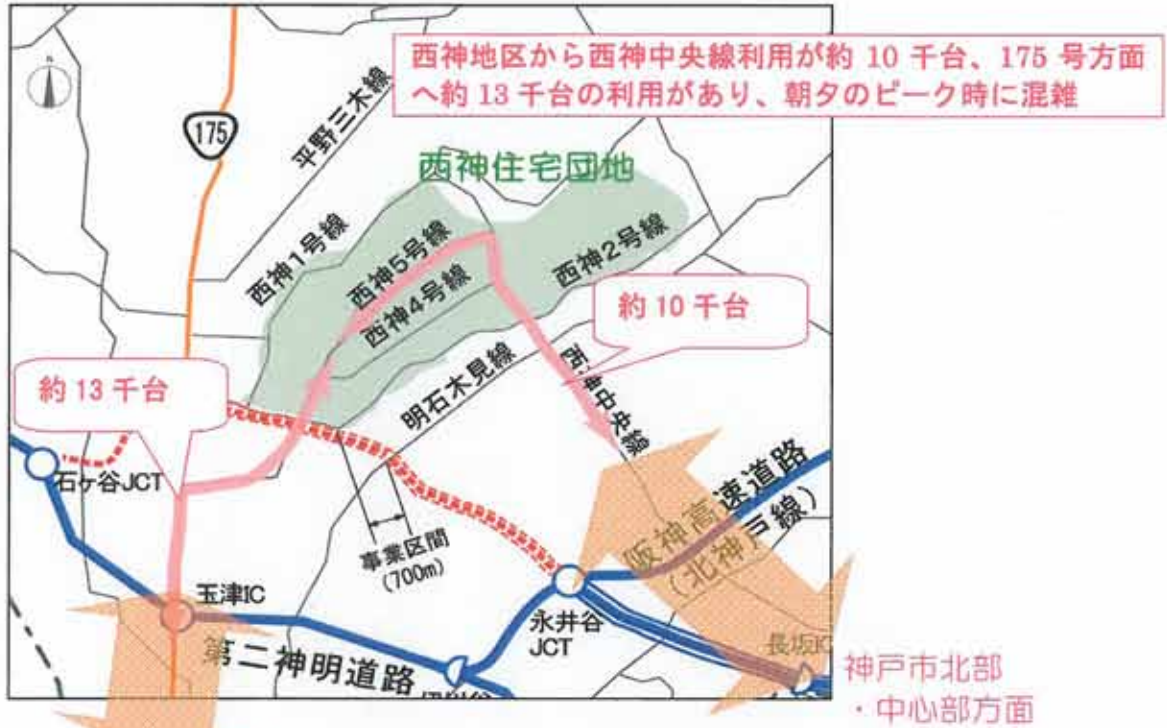 西神地区から西神中央線利用が約 10 千台、175 号方面
へ約 13 千台の利用があり、朝夕のピーク時に混雑
N
175
平野三木線
西神住宅団地
西神1号線
西神5号線
西神4号線
西神2号線
約 10 千台
約 13 千台
明石木見線
西神中央線
石ヶ谷JCT
事業区間
(700m)
阪神高速道路
(北神戸線)
玉津IC
永井谷
JCT
第二神明道路
長坂IC
神戸市北部
・中心部方面